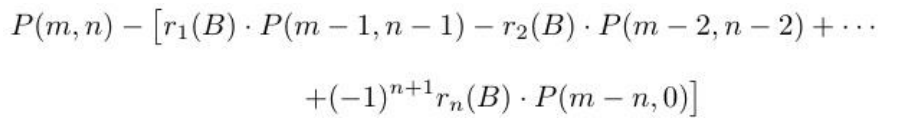 P(m, n) − [r₁(B) · P(m − 1, n − 1) − r₂(B) · P(m − 2, n − 2) + · · ·
+(−1)ⁿ⁺¹rₙ(B) · P(m − n, 0)]